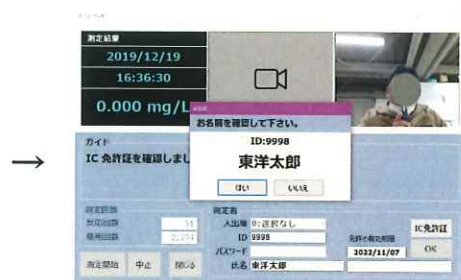 →
測定結果
2019/12/19
16:36:30
0.000 mg/L
お名前を確認して下さい。
ID:9998
東洋太郎
はい いいえ
ガイド
IC 免許証を確認しまし
測定回数
51
使用回数
測定者
入出庫 0:選択なし
ID 9998
パスワード
氏名 東洋太郎
免許の有効期限
2022/11/07
IC免許証
OK
測定開始 中止 閉じる